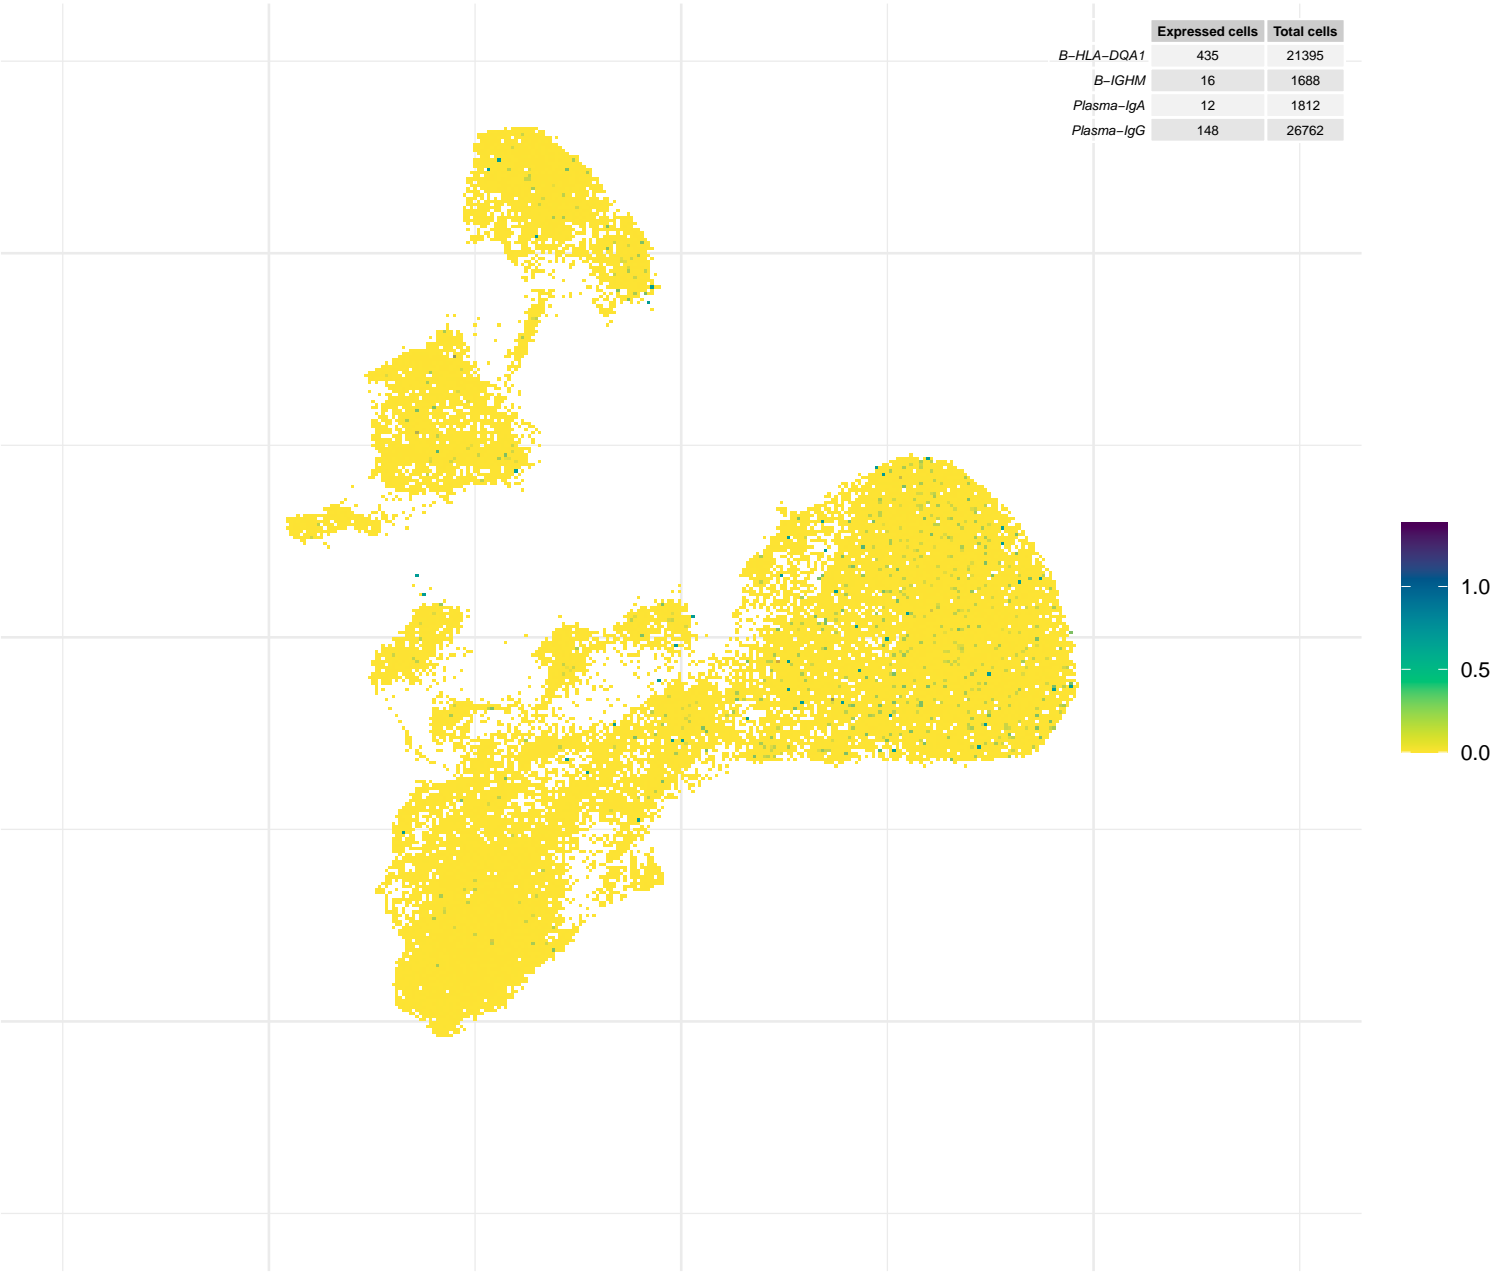 Expressed cells Total cells
B−HLA−DQA1 435 21395
B−IGHM 16 1688
Plasma−IgA 12 1812
Plasma−IgG 148 26762
1.0
0.5
0.0